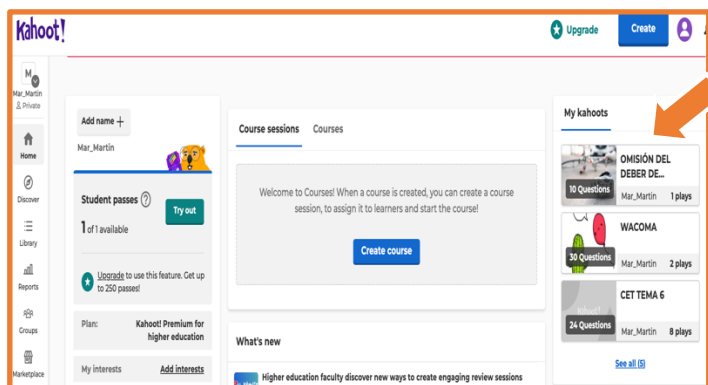 Kahoot!
Upgrade
Create
M
Mar_Martin
Private
Home
Discover
Library
Reports
Groups
Marketplace
Add name +
Mar_Martin
Student passes ?
1 of 1 available
Try out
Upgrade to use this feature. Get up
to 250 passes!
Plan:
Kahoot! Premium for
higher education
My interests
Add interests
Course sessions
Courses
Welcome to Courses! When a course is created, you can create a course
session, to assign it to learners and start the course!
Create course
What's new
Higher education faculty discover new ways to create engaging review sessions
My kahoots
10 Questions
OMISIÓN DEL
DEBER DE...
Mar_Martin
1 plays
30 Questions
WACOMA
Mar_Martin
2 plays
Kahoot!
24 Questions
CET TEMA 6
Mar_Martin
8 plays
See all (5)